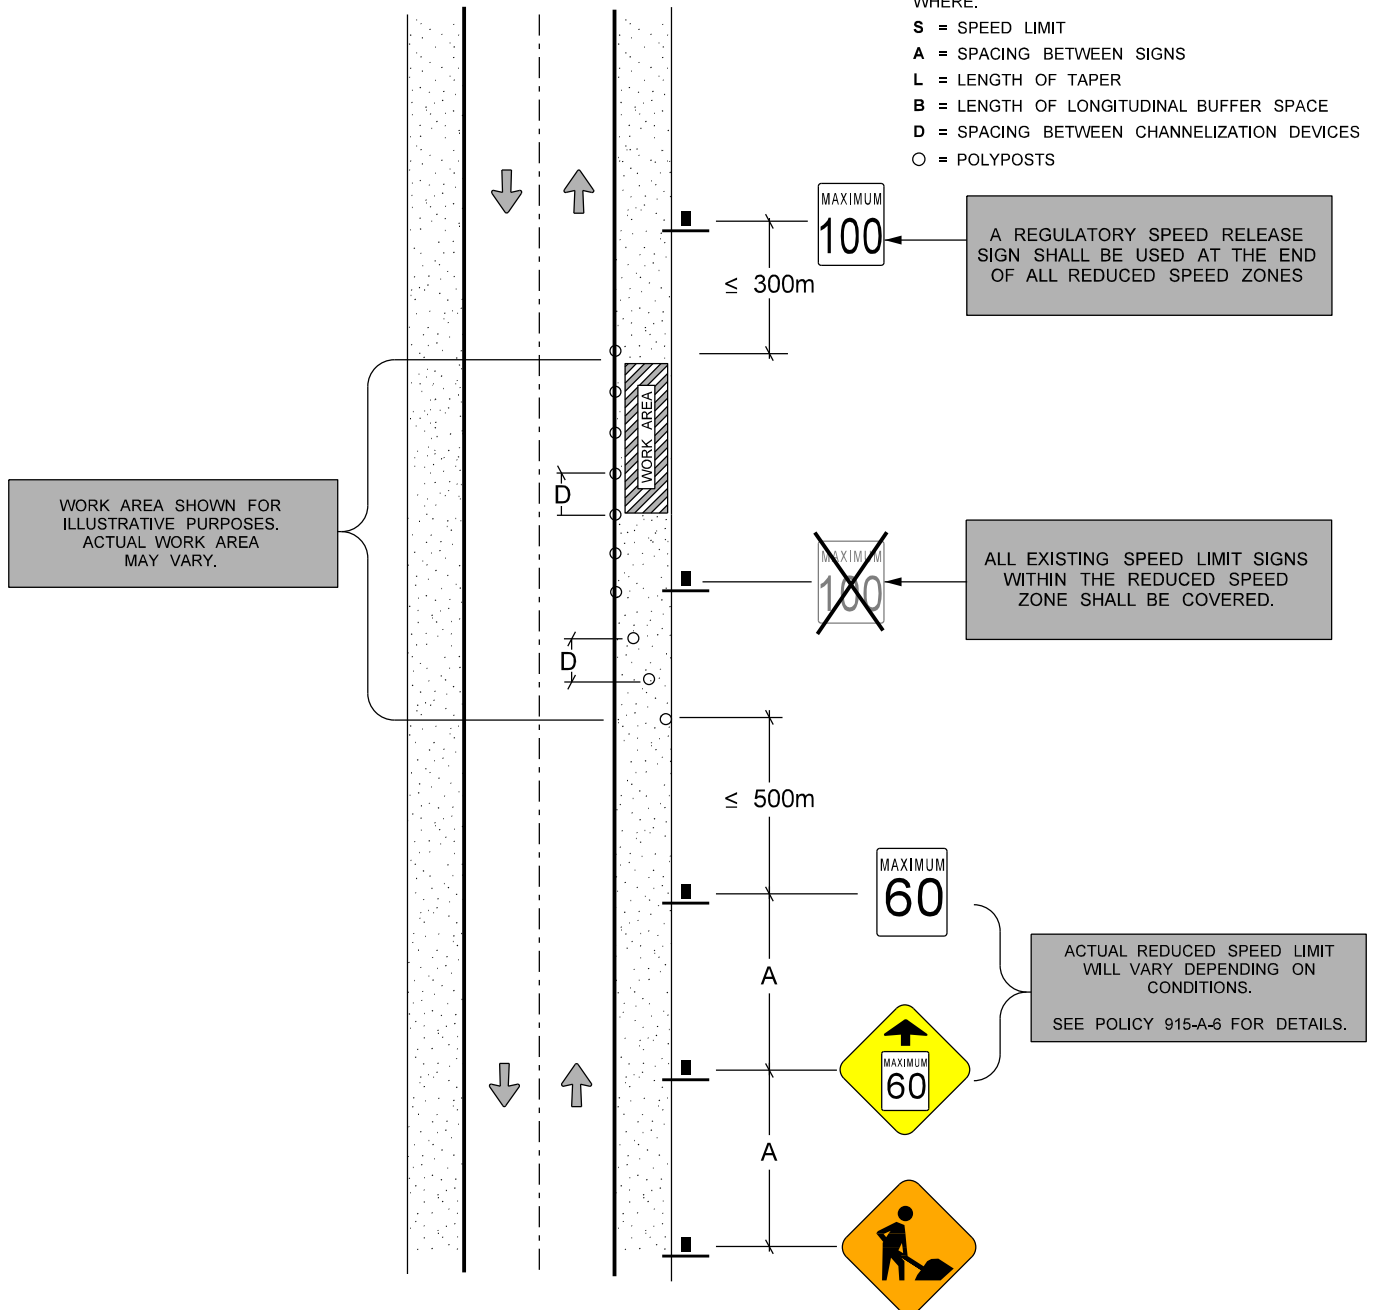 WHERE:
S = SPEED LIMIT
A = SPACING BETWEEN SIGNS
L = LENGTH OF TAPER
B = LENGTH OF LONGITUDINAL BUFFER SPACE
D = SPACING BETWEEN CHANNELIZATION DEVICES
= POLYPOSTS
MAXIMUM
100
A REGULATORY SPEED RELEASE
SIGN SHALL BE USED AT THE END
OF ALL REDUCED SPEED ZONES
≤ 300m
WORK AREA
D
WORK AREA SHOWN FOR
ILLUSTRATIVE PURPOSES.
ACTUAL WORK AREA
MAY VARY.
MAXIMUM
100
ALL EXISTING SPEED LIMIT SIGNS
WITHIN THE REDUCED SPEED
ZONE SHALL BE COVERED.
D
≤ 500m
MAXIMUM
60
A
ACTUAL REDUCED SPEED LIMIT
WILL VARY DEPENDING ON
CONDITIONS.
SEE POLICY 915-A-6 FOR DETAILS.
MAXIMUM
60
A